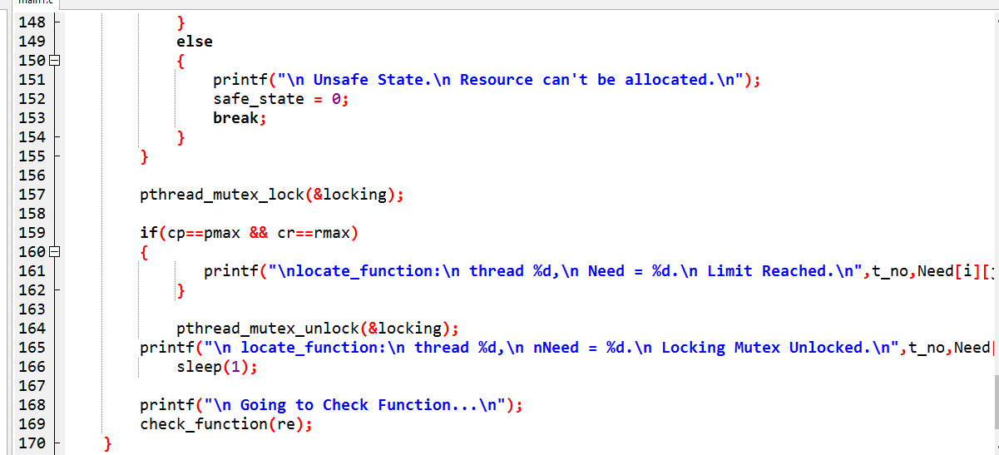 main1.c
148 }
149 else
150 {
151 printf("\n Unsafe State.\n Resource can't be allocated.\n");
152 safe_state = 0;
153 break;
154 }
155 }
156
157 pthread_mutex_lock(&locking);
158
159 if(cp==pmax && cr==rmax)
160 {
161 printf("\nlocate_function:\n thread %d,\n Need = %d.\n Limit Reached.\n",t_no,Need[i][j
162 }
163
164 pthread_mutex_unlock(&locking);
165 printf("\n locate_function:\n thread %d,\n nNeed = %d.\n Locking Mutex Unlocked.\n",t_no,Need[
166 sleep(1);
167
168 printf("\n Going to Check Function...\n");
169 check_function(re);
170 }